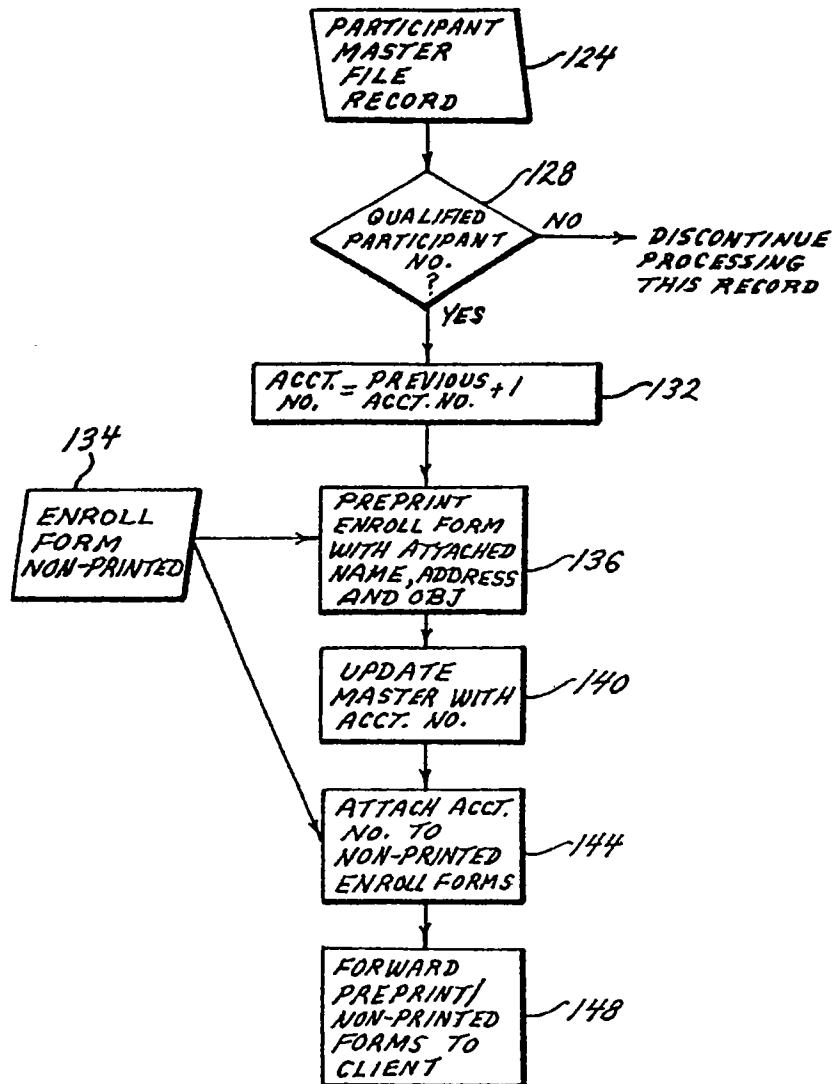 PARTICIPANT
MASTER
FILE
RECORD
124
128
QUALIFIED
PARTICIPANT
NO.
?
NO
DISCONTINUE
PROCESSING
THIS RECORD
YES
ACCT. NO. = PREVIOUS ACCT. NO. + 1
132
134
ENROLL
FORM
NON-PRINTED
PREPRINT
ENROLL FORM
WITH ATTACHED
NAME, ADDRESS
AND OBJ
136
UPDATE
MASTER WITH
ACCT. NO.
140
ATTACH ACCT.
NO. TO
NON-PRINTED
ENROLL FORMS
144
FORWARD
PREPRINT/
NON-PRINTED
FORMS TO
CLIENT
148